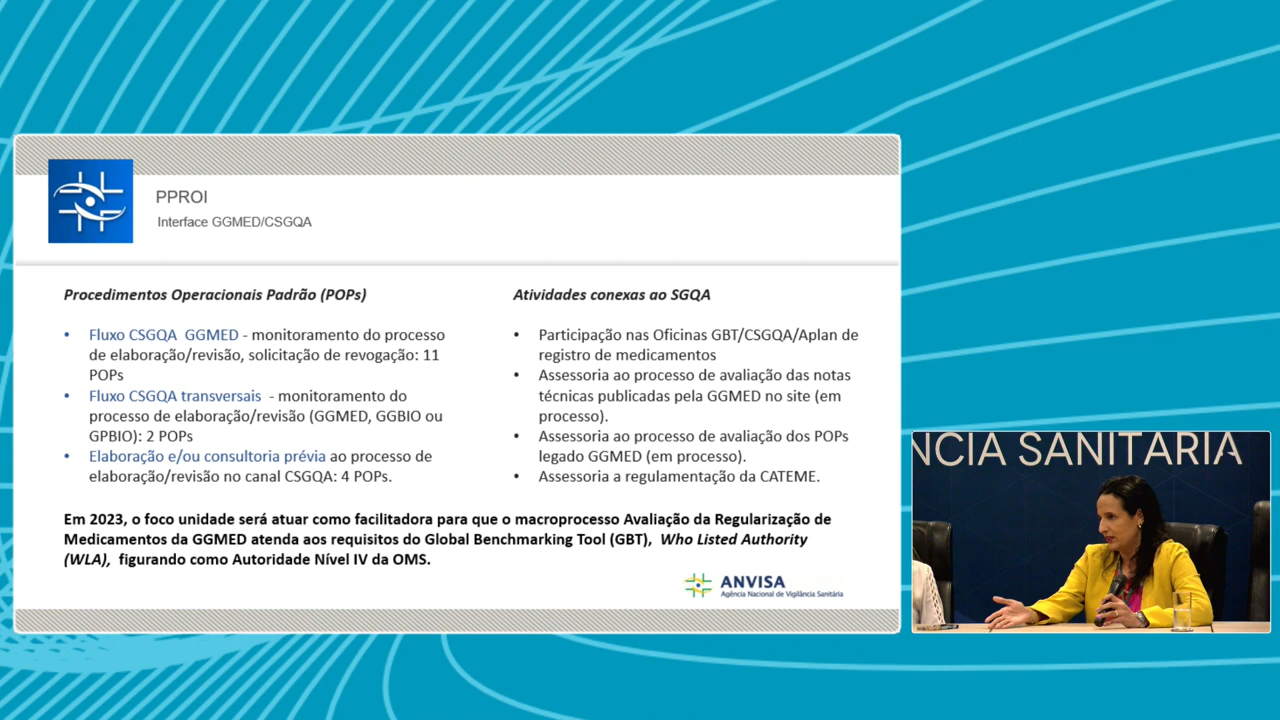 PPROI
Interface GGMED/CSGQA
Procedimentos Operacionais Padrão (POPs)
• Fluxo CSGQA GGMED - monitoramento do processo
de elaboração/revisão, solicitação de revogação: 11
POPs
• Fluxo CSGQA transversais - monitoramento do
processo de elaboração/revisão (GGMED, GGBIO ou
GPBIO): 2 POPs
• Elaboração e/ou consultoria prévia ao processo de
elaboração/revisão no canal CSGQA: 4 POPs.
Atividades conexas ao SGQA
• Participação nas Oficinas GBT/CSGQA/Aplan de
registro de medicamentos
• Assessoria ao processo de avaliação das notas
técnicas publicadas pela GGMED no site (em
processo).
• Assessoria ao processo de avaliação dos POPs
legado GGMED (em processo).
• Assessoria a regulamentação da CATEME.
Em 2023, o foco unidade será atuar como facilitadora para que o macroprocesso Avaliação da Regularização de
Medicamentos da GGMED atenda aos requisitos do Global Benchmarking Tool (GBT), Who Listed Authority
(WLA), figurando como Autoridade Nível IV da OMS.
ANVISA
Agência Nacional de Vigilância Sanitária
NCIA SANITÁRIA